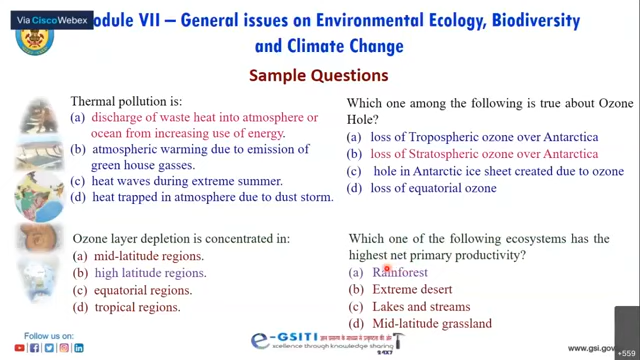 Via Cisco Webex
odule VII – General issues on Environmental Ecology, Biodiversity
and Climate Change
Sample Questions
Thermal pollution is:
(a) discharge of waste heat into atmosphere or
ocean from increasing use of energy.
(b) atmospheric warming due to emission of
green house gasses.
(c) heat waves during extreme summer.
(d) heat trapped in atmosphere due to dust storm.
Which one among the following is true about Ozone
Hole?
(a) loss of Tropospheric ozone over Antarctica
(b) loss of Stratospheric ozone over Antarctica
(c) hole in Antarctic ice sheet created due to ozone
(d) loss of equatorial ozone
Ozone layer depletion is concentrated in:
(a) mid-latitude regions.
(b) high latitude regions.
(c) equatorial regions.
(d) tropical regions.
Which one of the following ecosystems has the
highest net primary productivity?
(a) Rainforest
(b) Extreme desert
(c) Lakes and streams
(d) Mid-latitude grassland
Follow us on:
e-GSITI
excellence through knowledge sharing
24X7
www.gsi.gov
+559